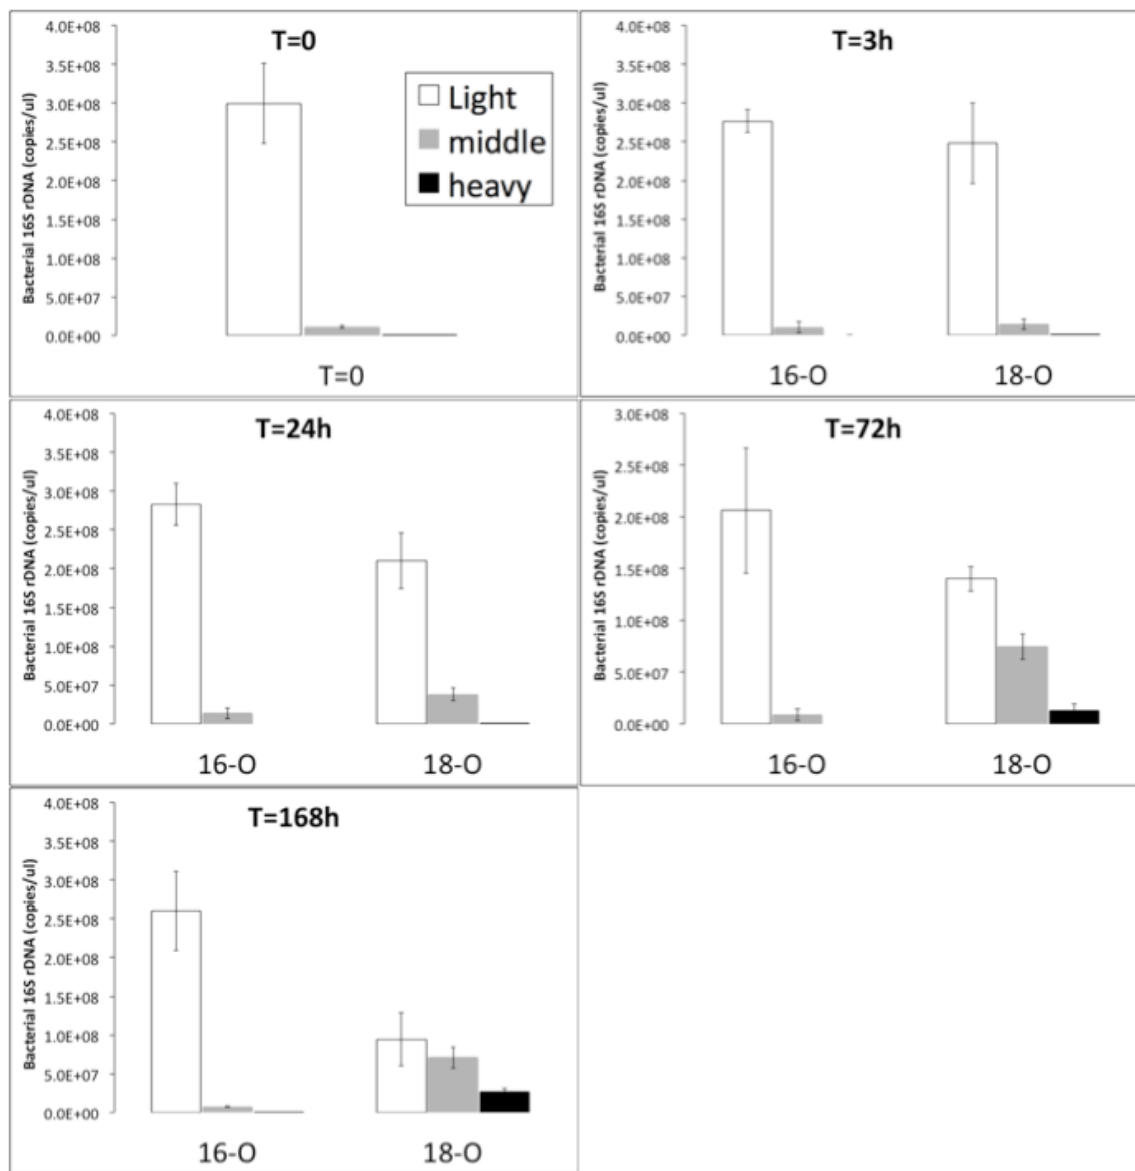 T=0
Bacterial 16S rDNA (copies/ul)
4.0E+08
3.5E+08
3.0E+08
2.5E+08
2.0E+08
1.5E+08
1.0E+08
5.0E+07
0.0E+00
Light
middle
heavy
T=0
T=3h
Bacterial 16S rDNA (copies/ul)
4.0E+08
3.5E+08
3.0E+08
2.5E+08
2.0E+08
1.5E+08
1.0E+08
5.0E+07
0.0E+00
16-O 18-O
T=24h
Bacterial 16S rDNA (copies/ul)
4.0E+08
3.5E+08
3.0E+08
2.5E+08
2.0E+08
1.5E+08
1.0E+08
5.0E+07
0.0E+00
16-O 18-O
T=72h
Bacterial 16S rDNA (copies/ul)
3.0E+08
2.5E+08
2.0E+08
1.5E+08
1.0E+08
5.0E+07
0.0E+00
16-O 18-O
T=168h
Bacterial 16S rDNA (copies/ul)
4.0E+08
3.5E+08
3.0E+08
2.5E+08
2.0E+08
1.5E+08
1.0E+08
5.0E+07
0.0E+00
16-O 18-O